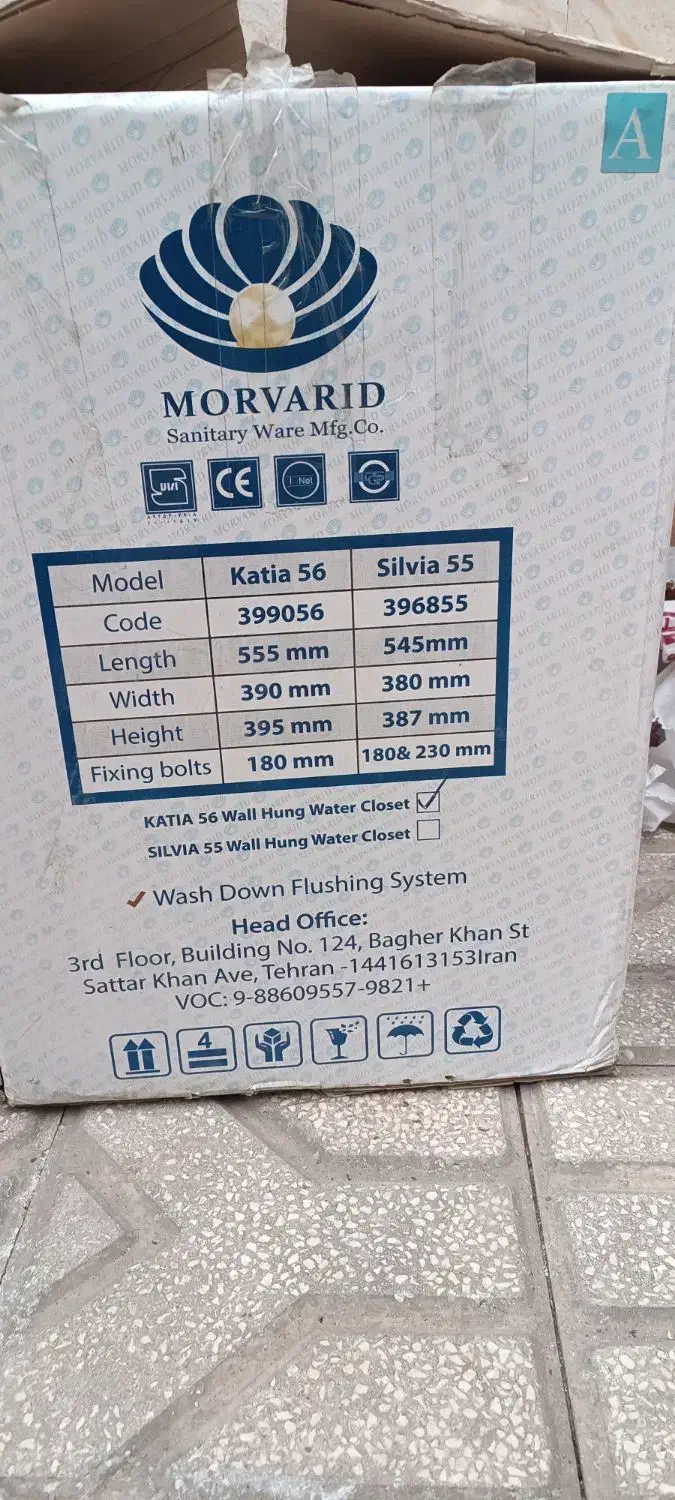 A
MORVARID
Sanitary Ware Mfg.Co.
CE
Model Katia 56 Silvia 55
Code 399056 396855
Length 555 mm 545mm
Width 390 mm 380 mm
Height 395 mm 387 mm
Fixing bolts 180 mm 180& 230 mm
KATIA 56 Wall Hung Water Closet
SILVIA 55 Wall Hung Water Closet
Wash Down Flushing System
Head Office:
3rd Floor, Building No. 124, Bagher Khan St
Sattar Khan Ave, Tehran -1441613153Iran
VOC: 9-88609557-9821+
4